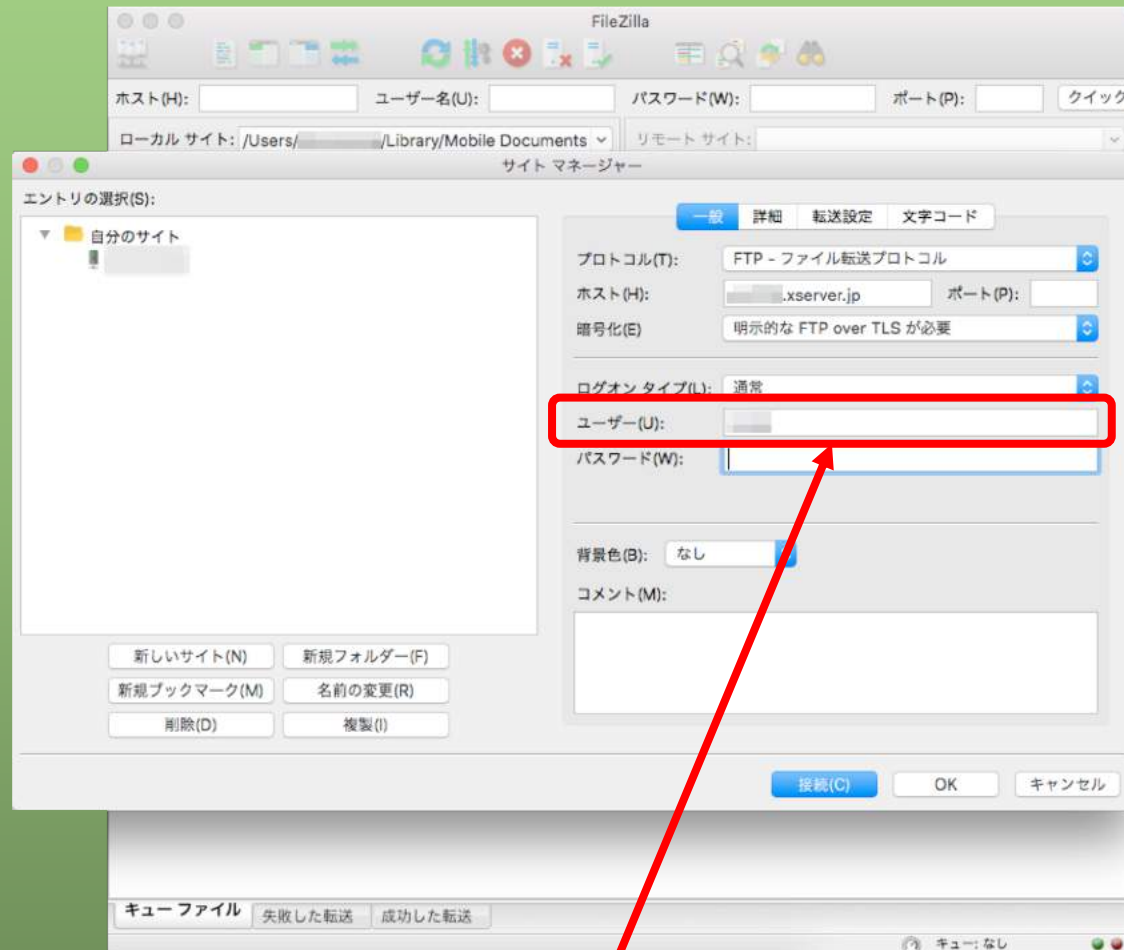 FileZilla
ホスト(H): ユーザー名(U): パスワード(W): ポート(P): クイック
ローカル サイト: /Users/ /Library/Mobile Documents リモート サイト:
サイト マネージャー
エントリの選択(S):
自分のサイト
一般 詳細 転送設定 文字コード
プロトコル(T): FTP - ファイル転送プロトコル
ホスト(H): .xserver.jp ポート(P):
暗号化(E) 明示的な FTP over TLS が必要
ログオン タイプ(L): 通常
ユーザー(U):
パスワード(W):
背景色(B): なし
コメント(M):
新しいサイト(N) 新規フォルダー(F)
新規ブックマーク(M) 名前の変更(R)
削除(D) 複製(I)
接続(C) OK キャンセル
キュー ファイル 失敗した転送 成功した転送
キュー: なし